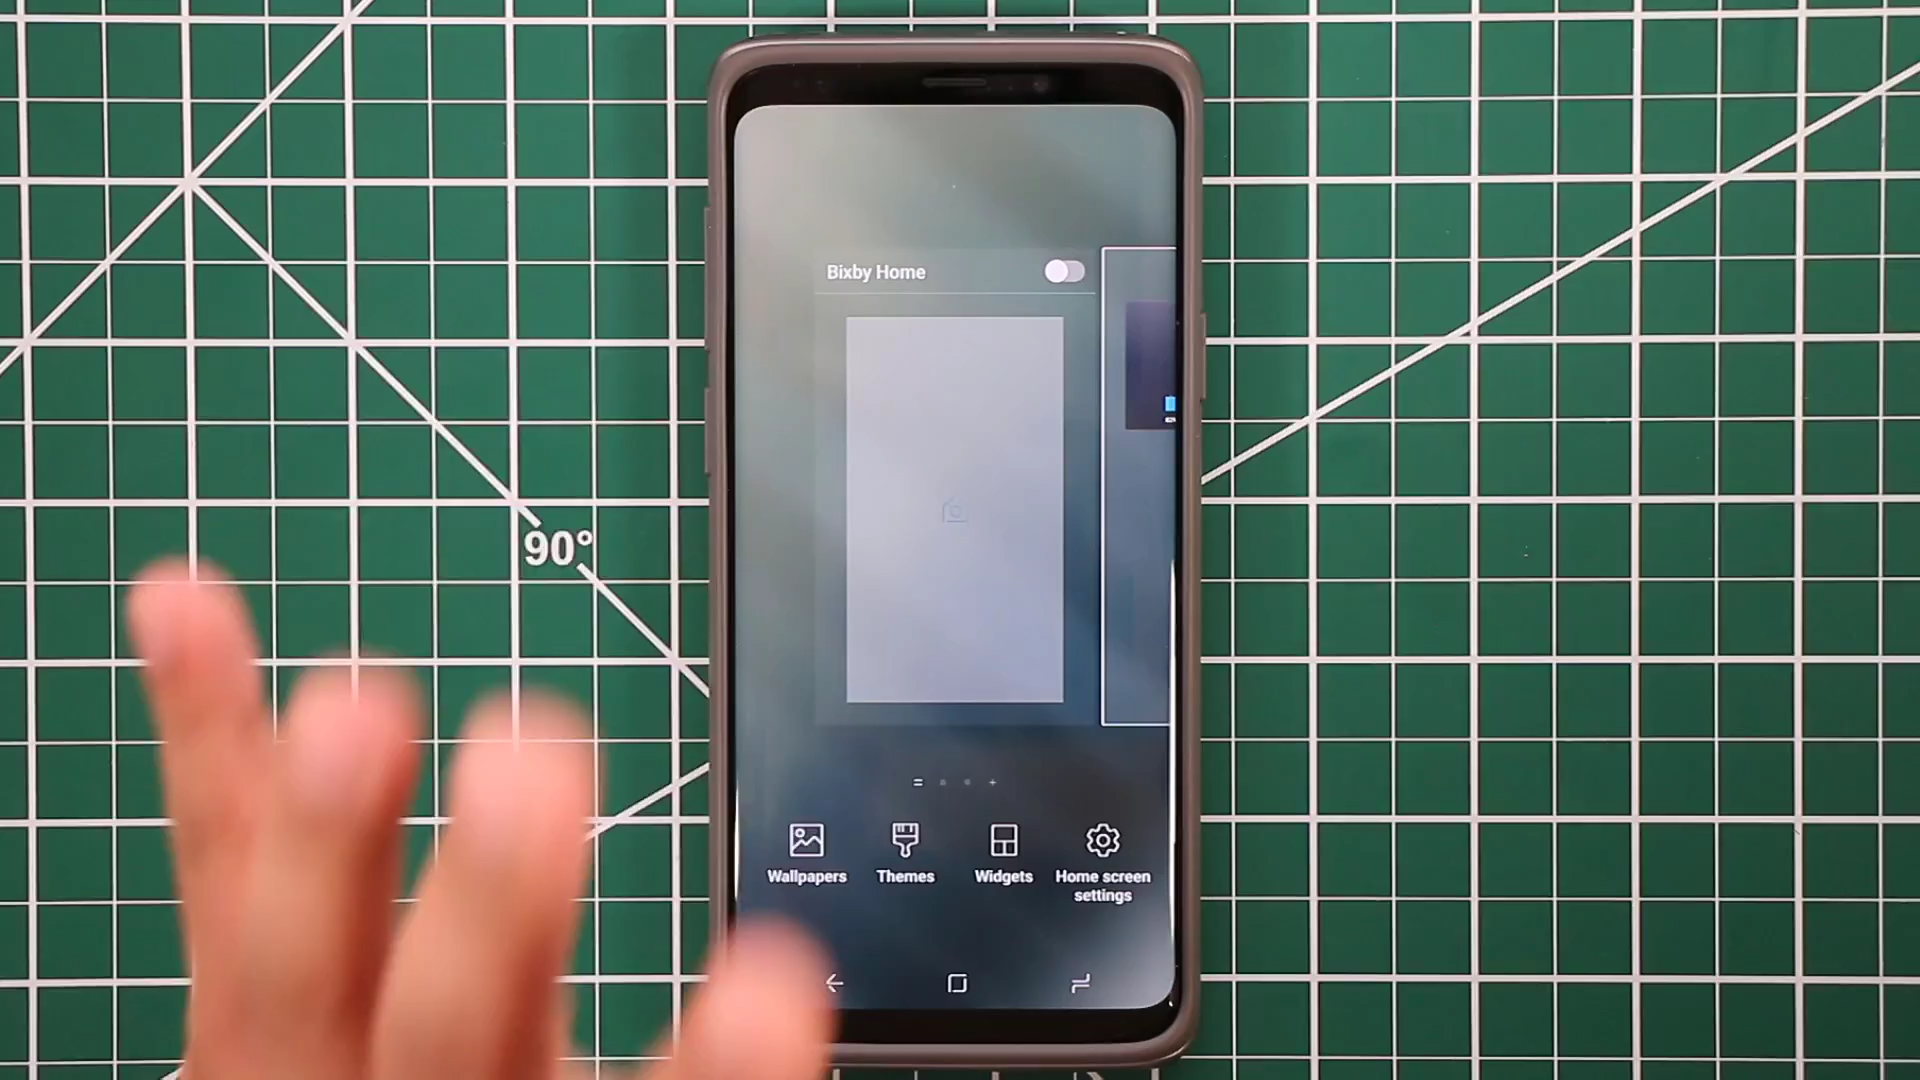 Bixby Home
90°
Wallpapers
Themes
Widgets
Home screen
settings